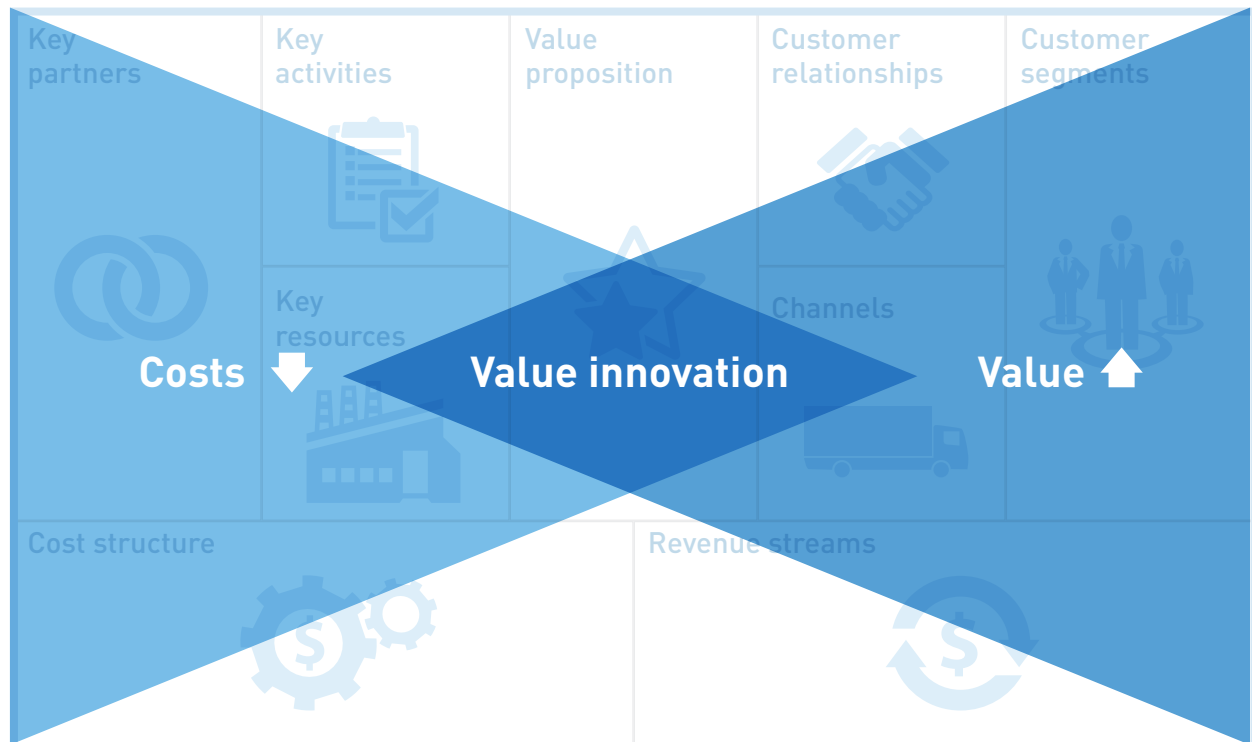 Key
partners
Key
activities
Value
proposition
Customer
relationships
Customer
segments
Key
resources
Channels
Costs
Value innovation
Value
Cost structure
Revenue streams
$
$